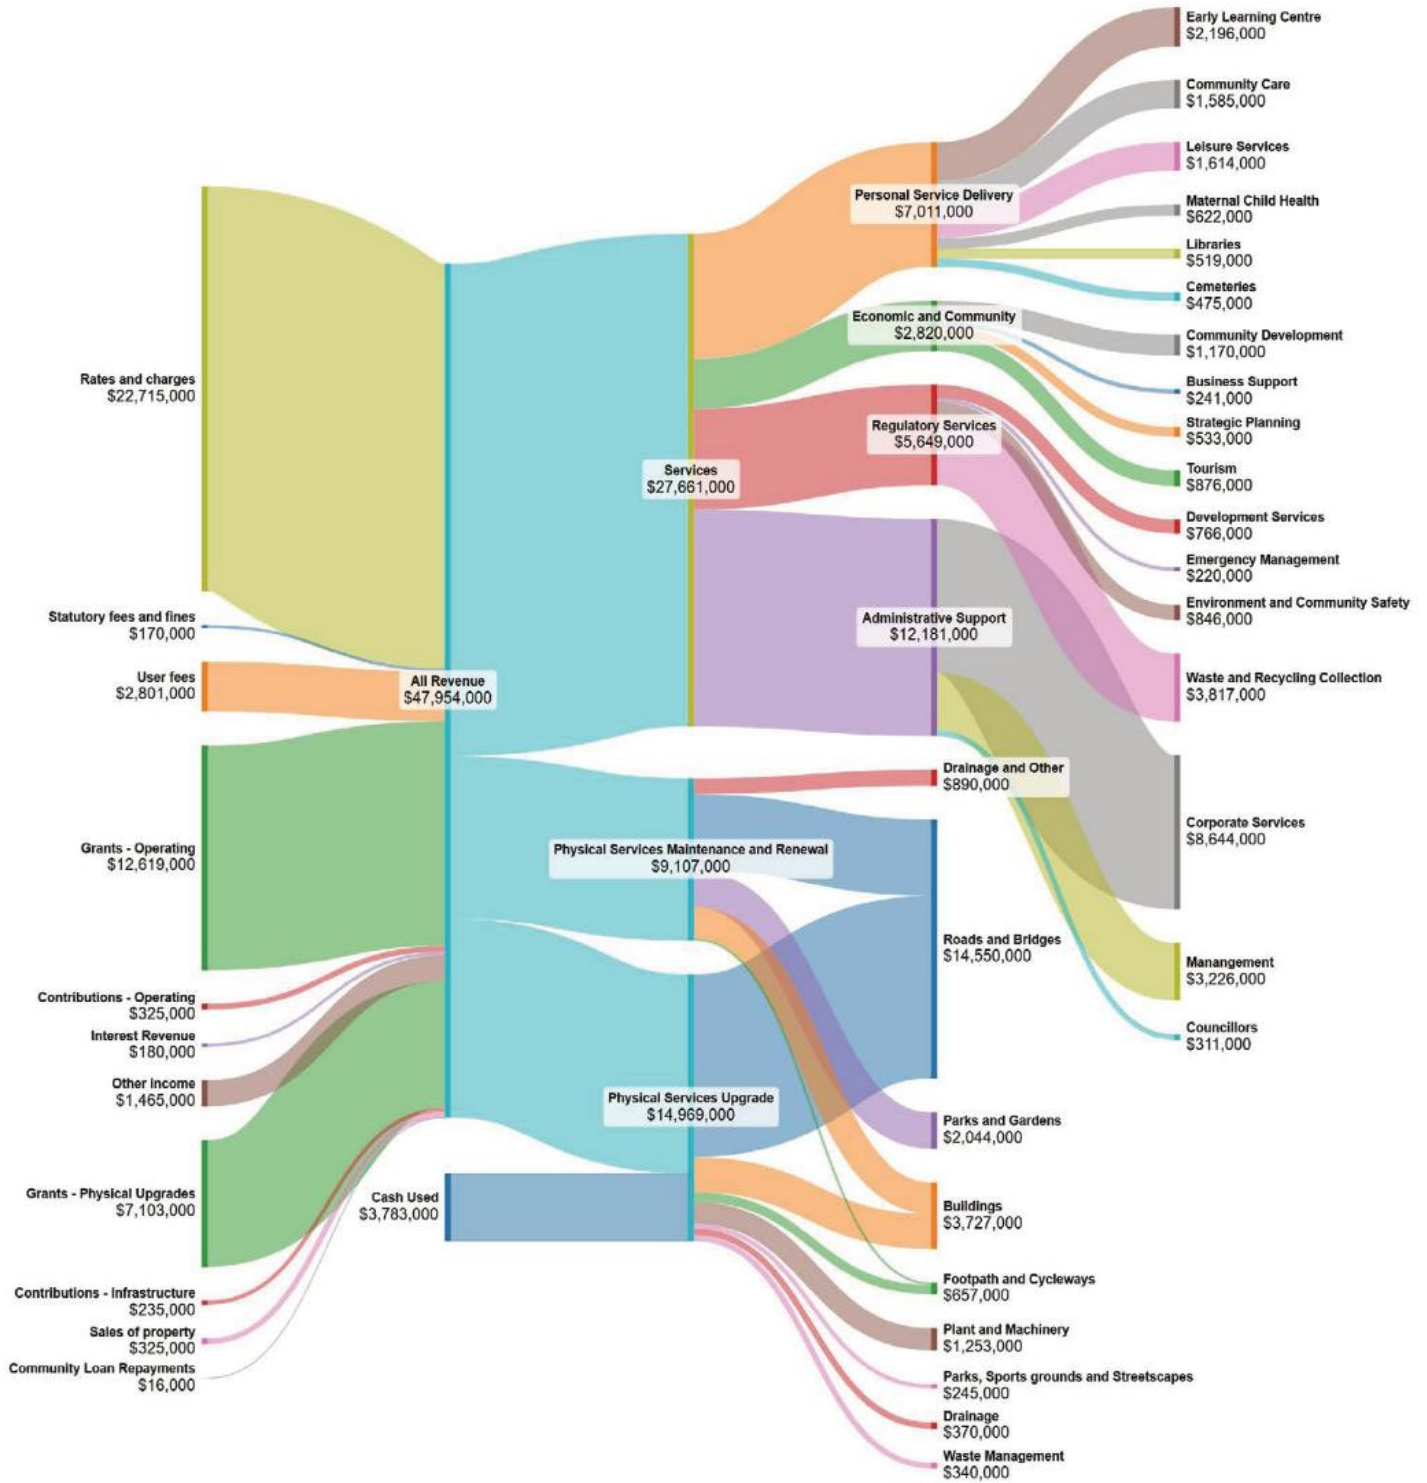 Rates and charges
$22,715,000
Statutory fees and fines
$170,000
User fees
$2,801,000
Grants - Operating
$12,619,000
Contributions - Operating
$325,000
Interest Revenue
$180,000
Other income
$1,465,000
Grants - Physical Upgrades
$7,103,000
Contributions - Infrastructure
$235,000
Sales of property
$325,000
Community Loan Repayments
$16,000
All Revenue
$47,954,000
Cash Used
$3,783,000
Services
$27,661,000
Physical Services Maintenance and Renewal
$9,107,000
Physical Services Upgrade
$14,969,000
Personal Service Delivery
$7,011,000
Economic and Community
$2,820,000
Regulatory Services
$5,649,000
Administrative Support
$12,181,000
Drainage and Other
$890,000
Roads and Bridges
$14,550,000
Parks and Gardens
$2,044,000
Buildings
$3,727,000
Footpath and Cycleways
$657,000
Plant and Machinery
$1,253,000
Parks, Sports grounds and Streetscapes
$245,000
Drainage
$370,000
Waste Management
$340,000
Early Learning Centre
$2,196,000
Community Care
$1,585,000
Leisure Services
$1,614,000
Maternal Child Health
$622,000
Libraries
$519,000
Cemeteries
$475,000
Community Development
$1,170,000
Business Support
$241,000
Strategic Planning
$533,000
Tourism
$876,000
Development Services
$766,000
Emergency Management
$220,000
Environment and Community Safety
$846,000
Waste and Recycling Collection
$3,817,000
Corporate Services
$8,644,000
Manangement
$3,226,000
Councillors
$311,000